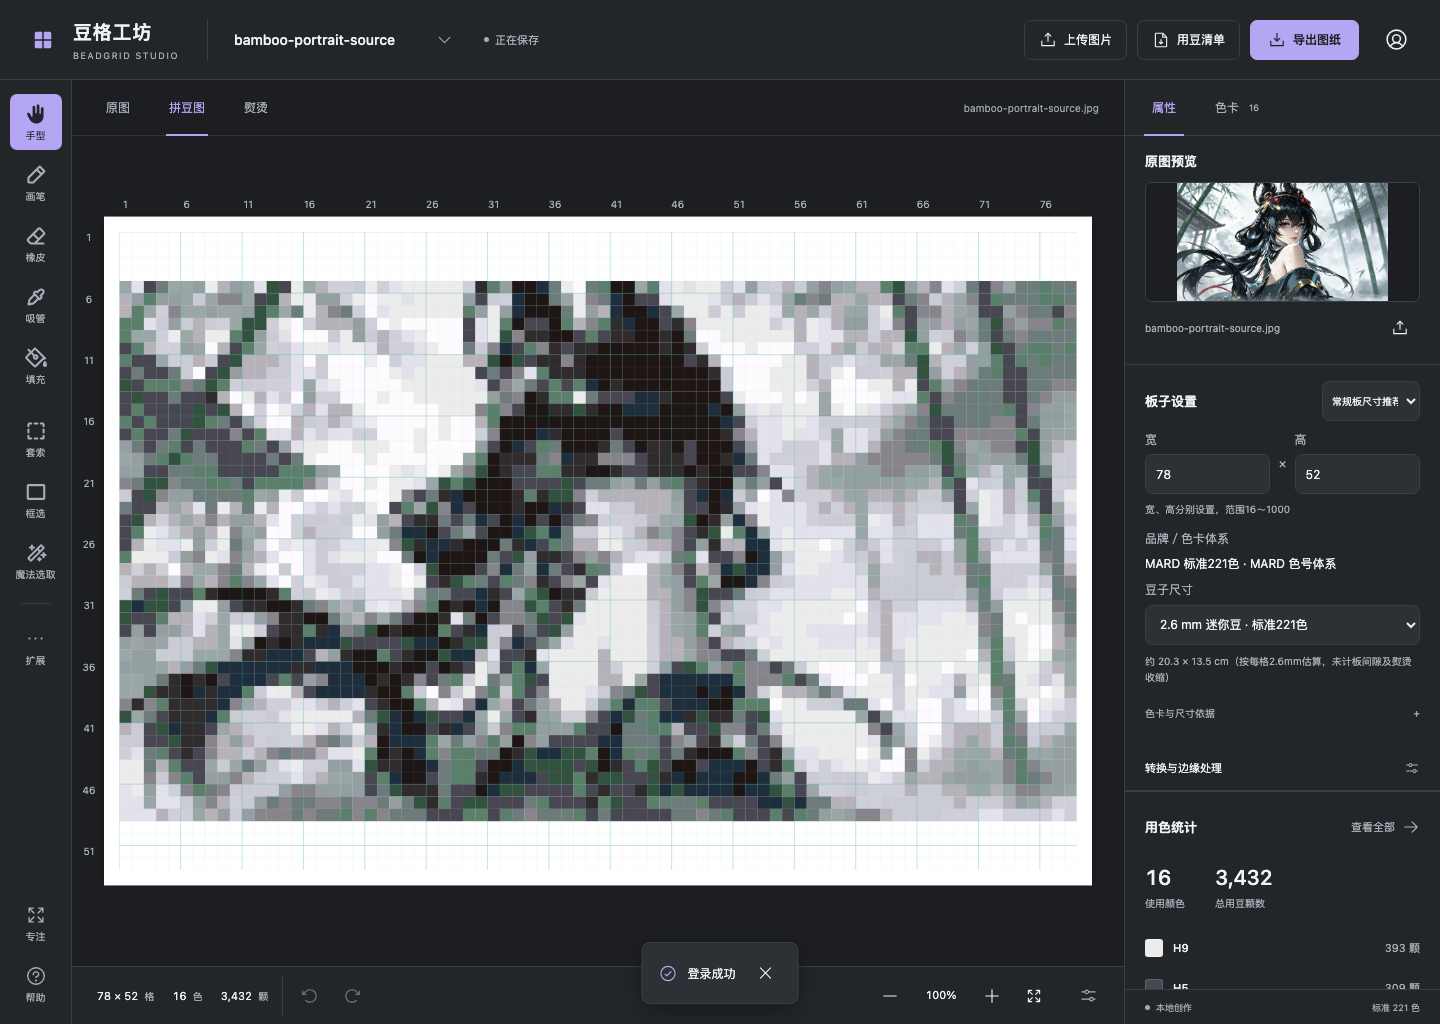 豆格工坊
BEADGRID STUDIO
bamboo-portrait-source
正在保存
上传图片
用豆清单
导出图纸
手型
画笔
橡皮
吸管
填充
套索
框选
魔法选取
扩展
专注
帮助
原图
拼豆图
熨烫
bamboo-portrait-source.jpg
1 6 11 16 21 26 31 36 41 46 51 56 61 66 71 76
1
6
11
16
21
26
31
36
41
46
51
78 × 52 格
16 色
3,432 颗
登录成功
100%
属性
色卡 16
原图预览
bamboo-portrait-source.jpg
板子设置
常规板尺寸推荐
宽
高
78
×
52
宽、高分别设置，范围16～1000
品牌 / 色卡体系
MARD 标准221色 · MARD 色号体系
豆子尺寸
2.6 mm 迷你豆 · 标准221色
约 20.3 × 13.5 cm（按每格2.6mm估算，未计板间隙及熨烫
收缩）
色卡与尺寸依据
+
转换与边缘处理
用色统计
查看全部
16
使用颜色
3,432
总用豆颗数
H9
393 颗
H5
309 颗
本地创作
标准 221 色